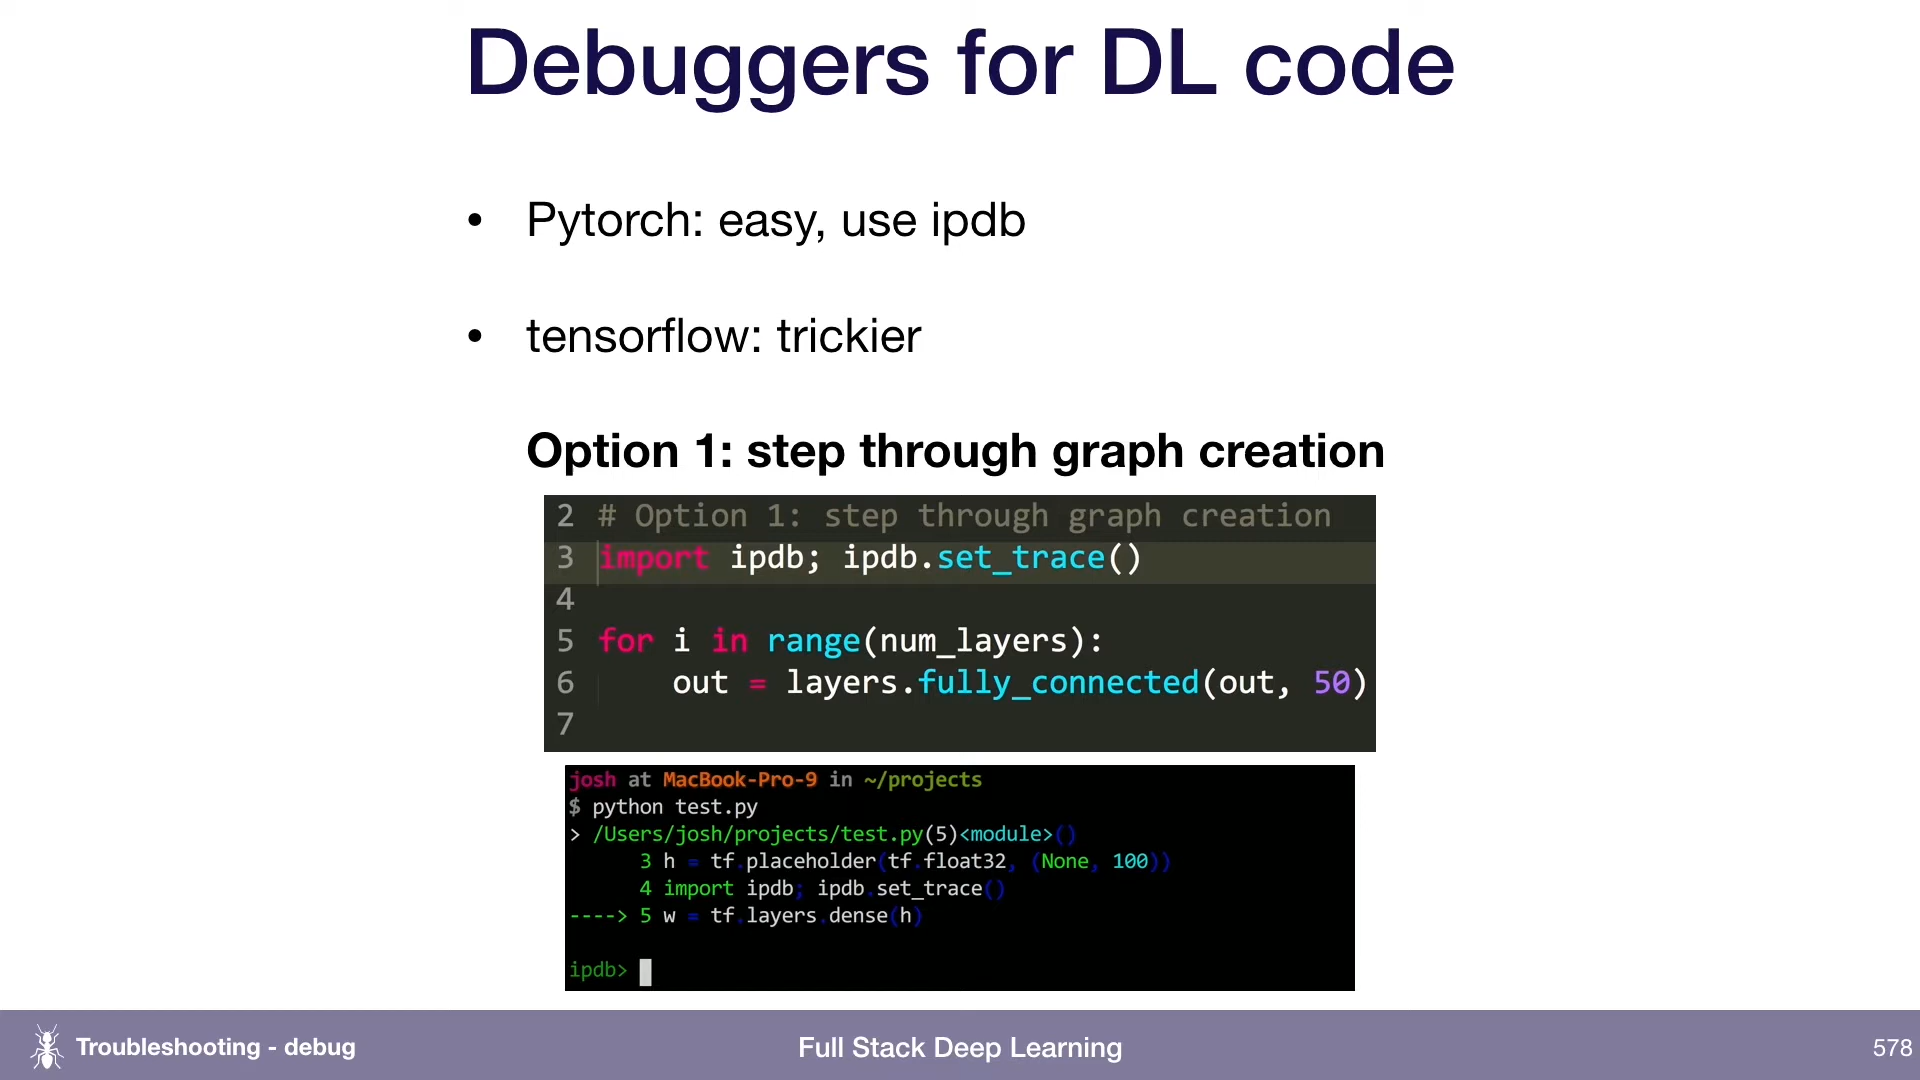 Debuggers for DL code
• Pytorch: easy, use ipdb
• tensorflow: trickier
Option 1: step through graph creation
2 # Option 1: step through graph creation
3 import ipdb; ipdb.set_trace()
4
5 for i in range(num_layers):
6     out = layers.fully_connected(out, 50)
7
josh at MacBook-Pro-9 in ~/projects
$ python test.py
> /Users/josh/projects/test.py(5)<module>()
      3 h = tf.placeholder(tf.float32, (None, 100))
      4 import ipdb; ipdb.set_trace()
----> 5 w = tf.layers.dense(h)
ipdb>
Troubleshooting - debug
Full Stack Deep Learning
578